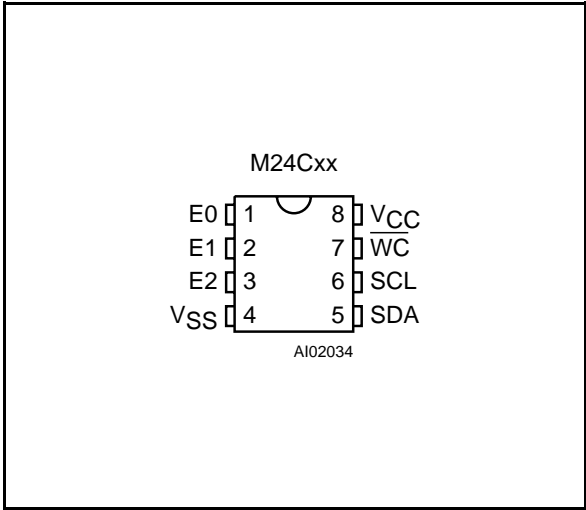 M24Cxx
E0 1 8 VCC
E1 2 7 WC
E2 3 6 SCL
VSS 4 5 SDA
AI02034